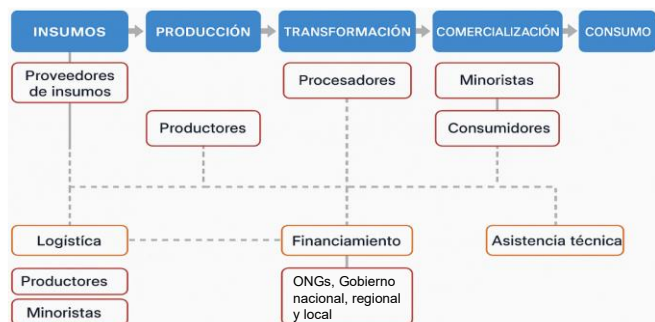 INSUMOS
PRODUCCIÓN
TRANSFORMACIÓN
COMERCIALIZACIÓN
CONSUMO
Proveedores
de insumos
Procesadores
Minoristas
Productores
Consumidores
Logistíca
Financiamiento
Asistencia técnica
Productores
Minoristas
ONGs, Gobierno
nacional, regional
y local